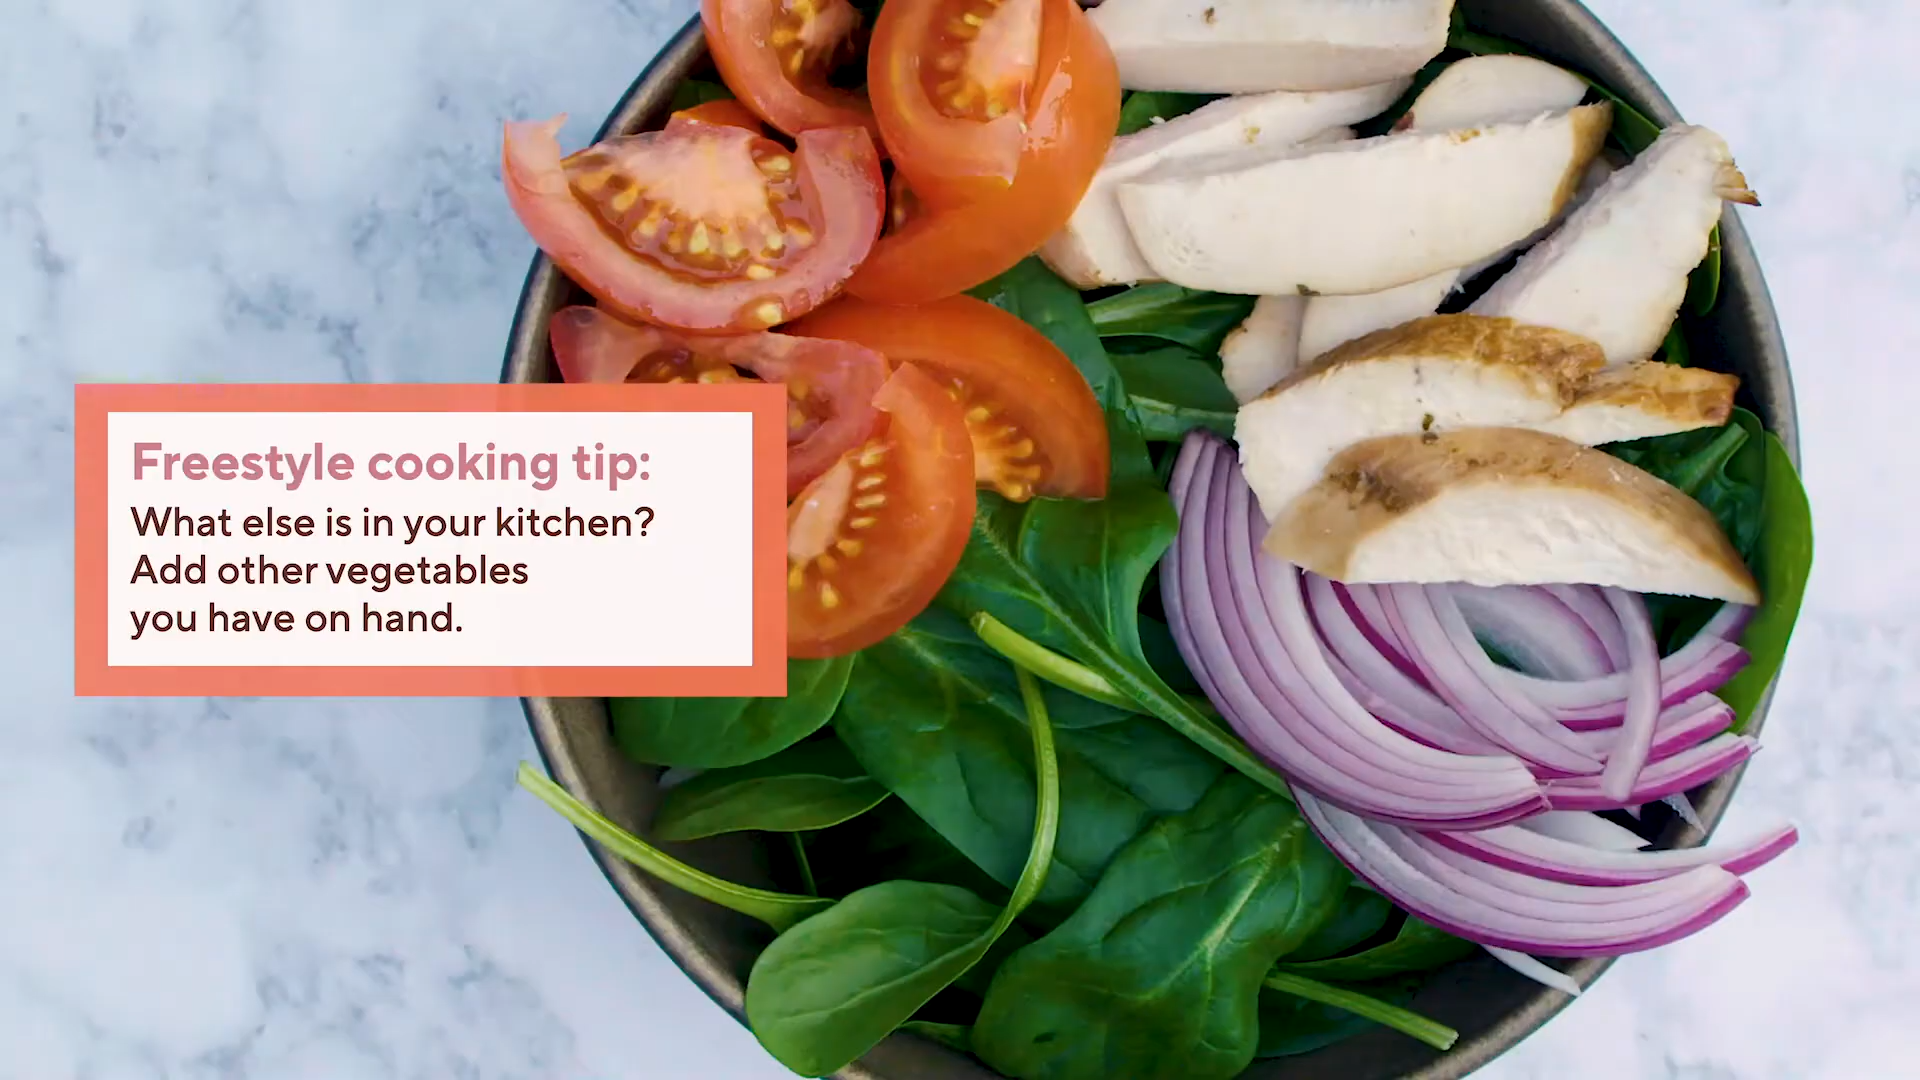 Freestyle cooking tip:
What else is in your kitchen?
Add other vegetables
you have on hand.